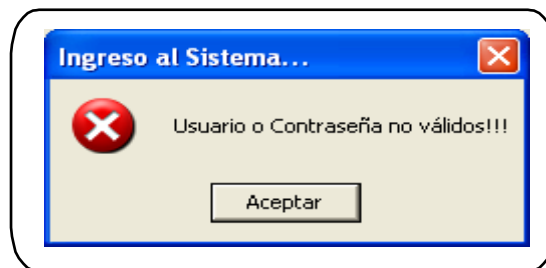 Ingreso al Sistema...
Usuario o Contraseña no válidos!!!
Aceptar